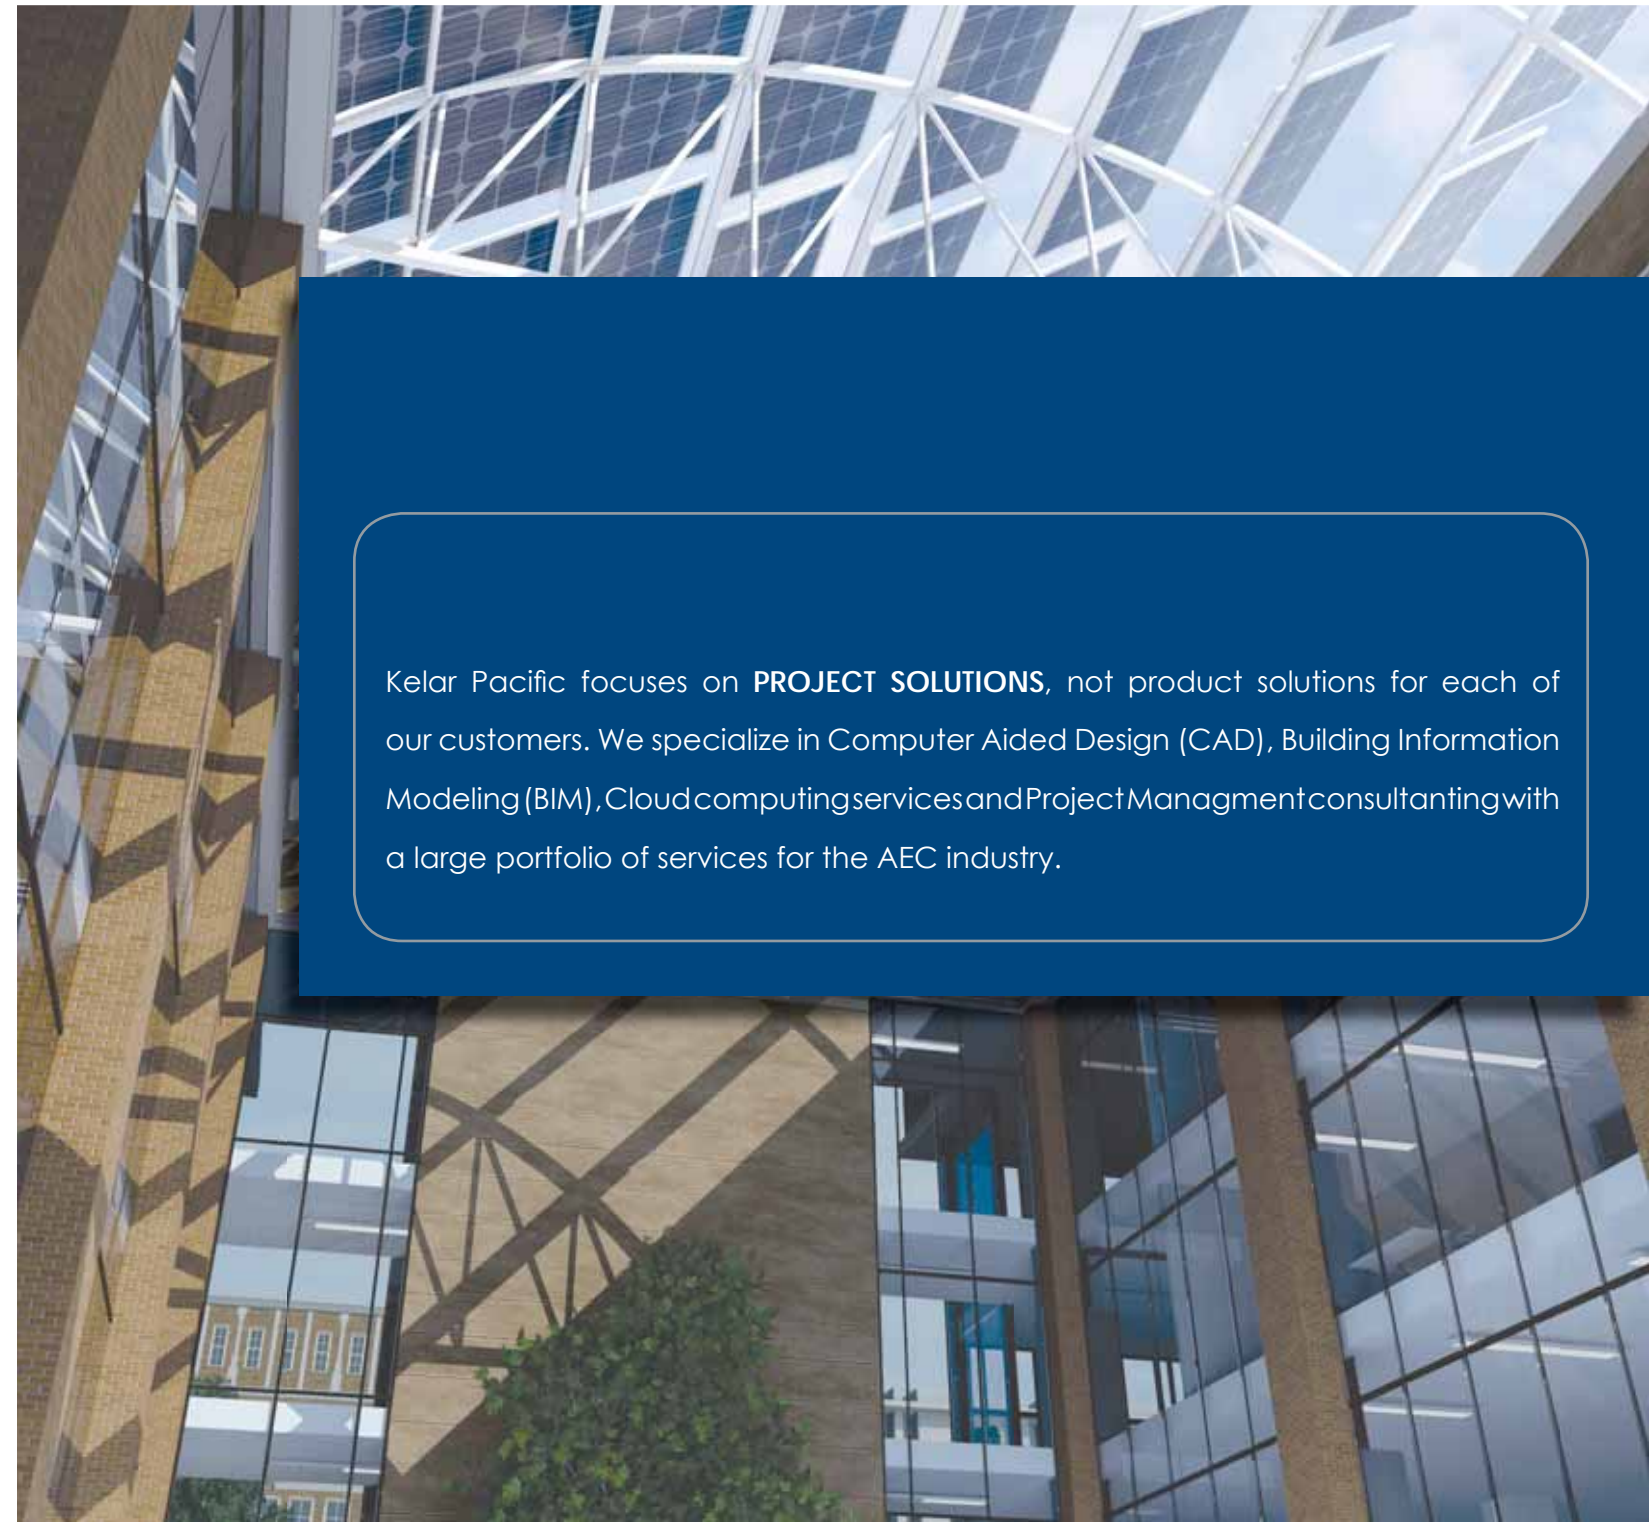 Kelar Pacific focuses on PROJECT SOLUTIONS, not product solutions for each of
our customers. We specialize in Computer Aided Design (CAD), Building Information
Modeling (BIM), Cloud computing services and Project Managment consultanting with
a large portfolio of services for the AEC industry.